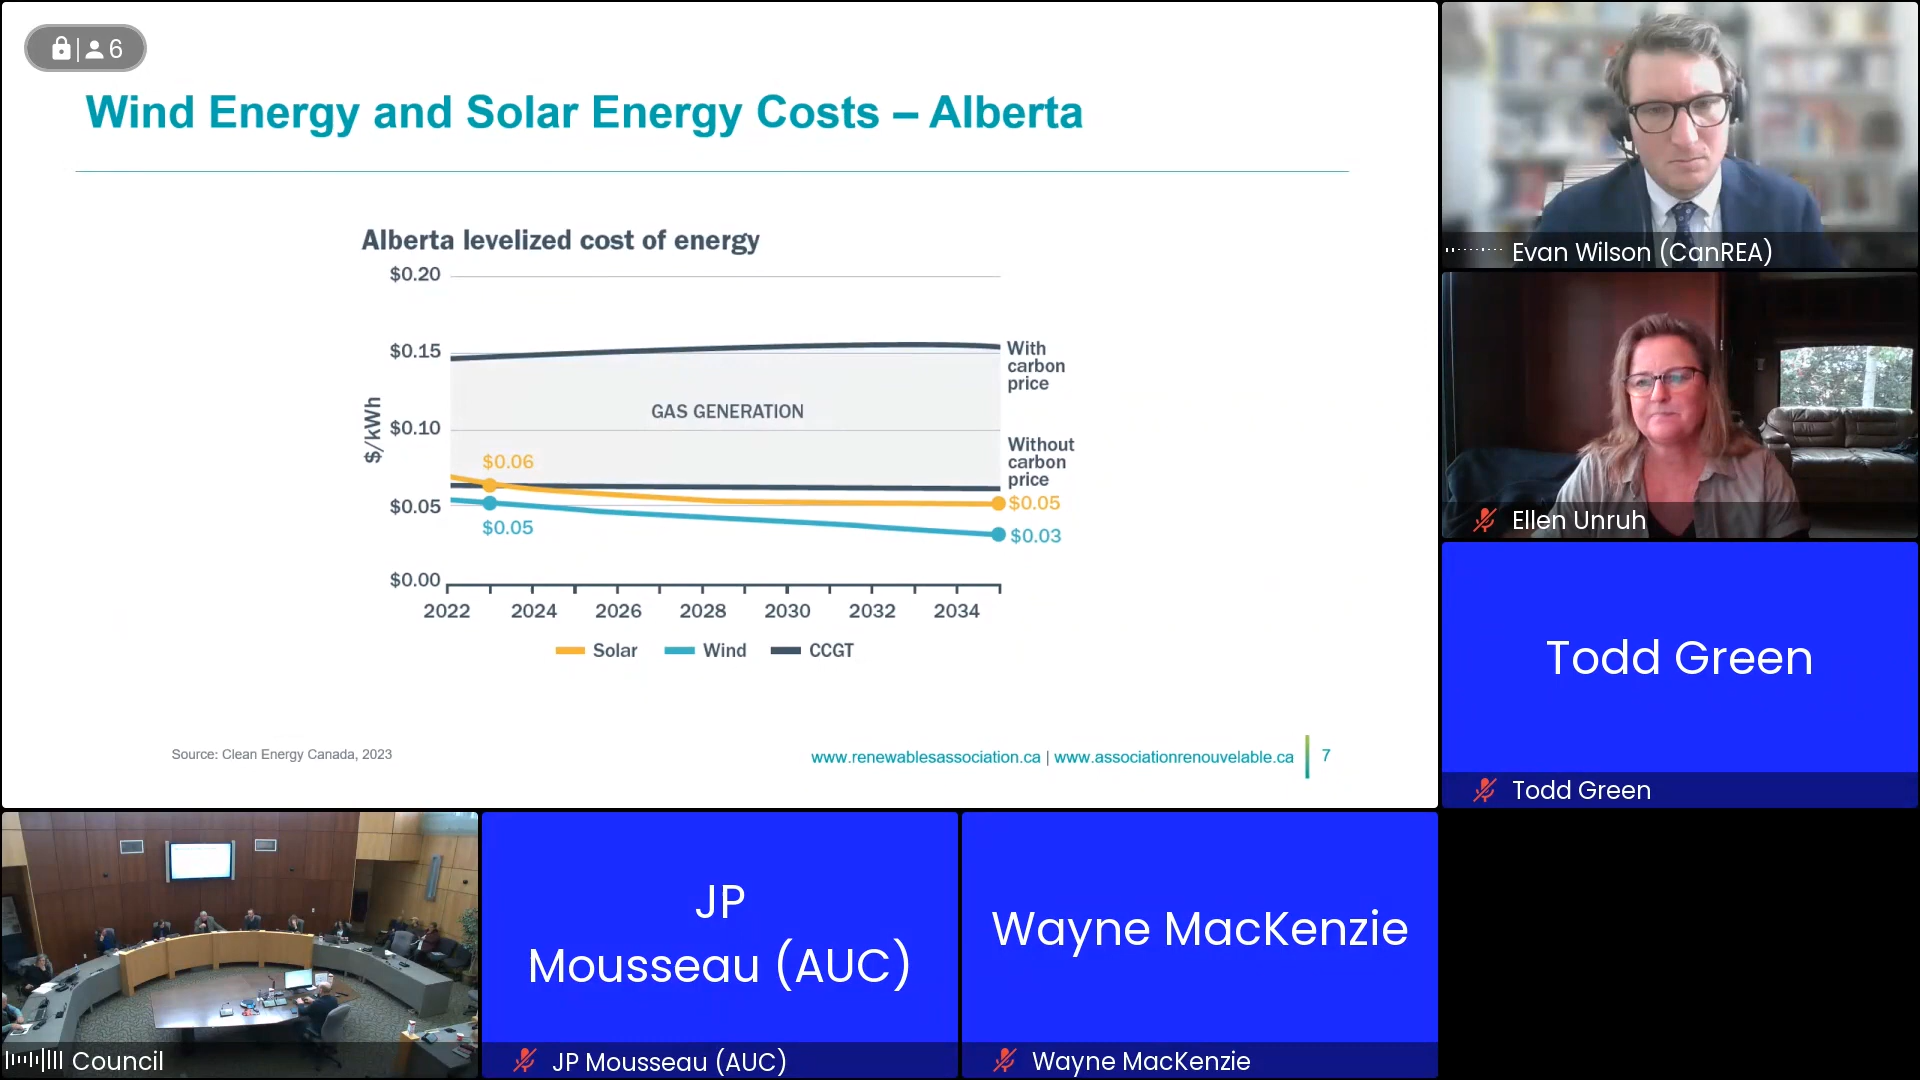 6
Wind Energy and Solar Energy Costs – Alberta
Alberta levelized cost of energy
$/kWh
$0.20
$0.15
$0.10
$0.05
$0.00
With
carbon
price
GAS GENERATION
Without
carbon
price
$0.06
$0.05
$0.05
$0.03
2022 2024 2026 2028 2030 2032 2034
Solar Wind CCGT
Source: Clean Energy Canada, 2023
www.renewablesassociation.ca | www.associationrenouvelable.ca 7
Evan Wilson (CanREA)
Ellen Unruh
Todd Green
Todd Green
Council
JP
Mousseau (AUC)
JP Mousseau (AUC)
Wayne MacKenzie
Wayne MacKenzie